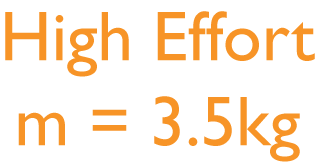 High Effort
m = 3.5kg